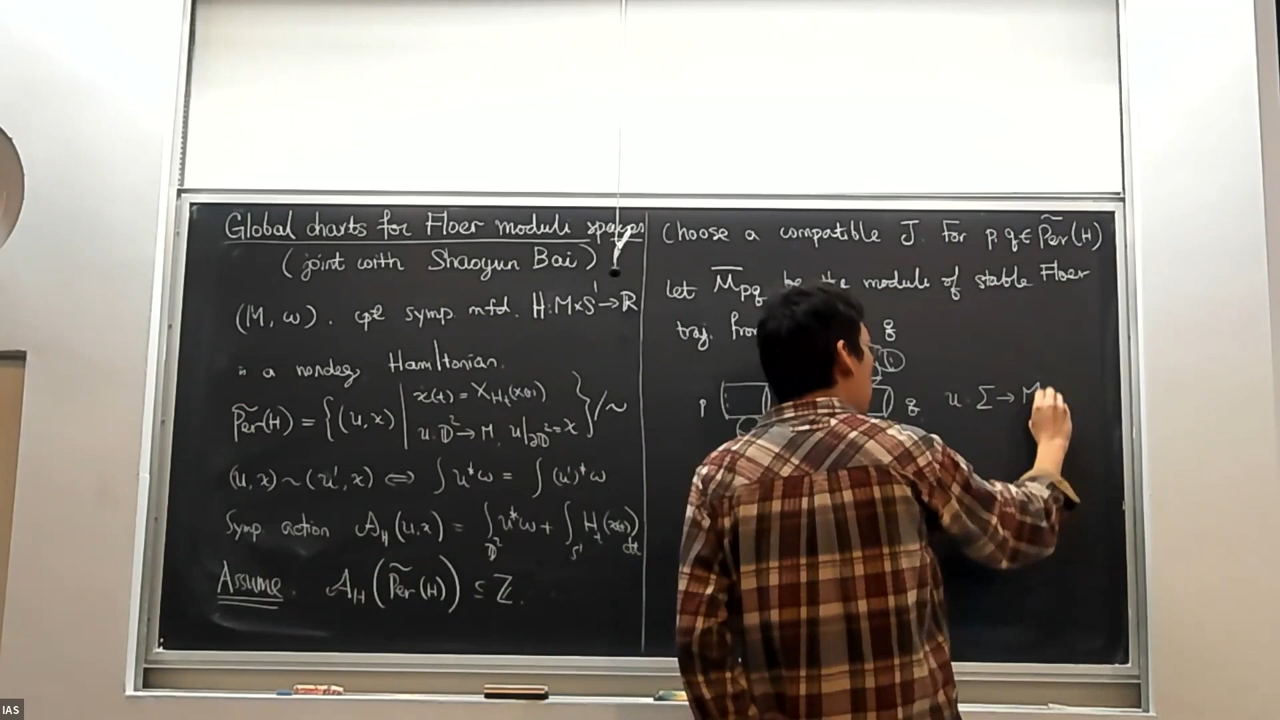 Global charts for Floer moduli spaces
(joint with Shaoyun Bai)
(M, ω). cpt symp. mfd. H: M×S¹→ℝ
is a nondeg Hamiltonian.
P̃er(H) = {(u,x) | ẋ(t) = X_{H_t}(x(t)) u: 𝔻²→M, u|_{∂𝔻²}=x}/~
(u,x)~(u',x) ⟺ ∫u*ω = ∫(u')*ω
Symp. action 𝒜_H(u,x) = ∫_{𝔻²} u*ω + ∫_{S¹} H_t(x(t)) dt
Assume. 𝒜_H(P̃er(H)) ⊆ ℤ.
Choose a compatible J. For p, q ∈ P̃er(H)
let M̄_{pq} be the module of stable Floer
traj. from
q
p q u: Σ→M
IAS